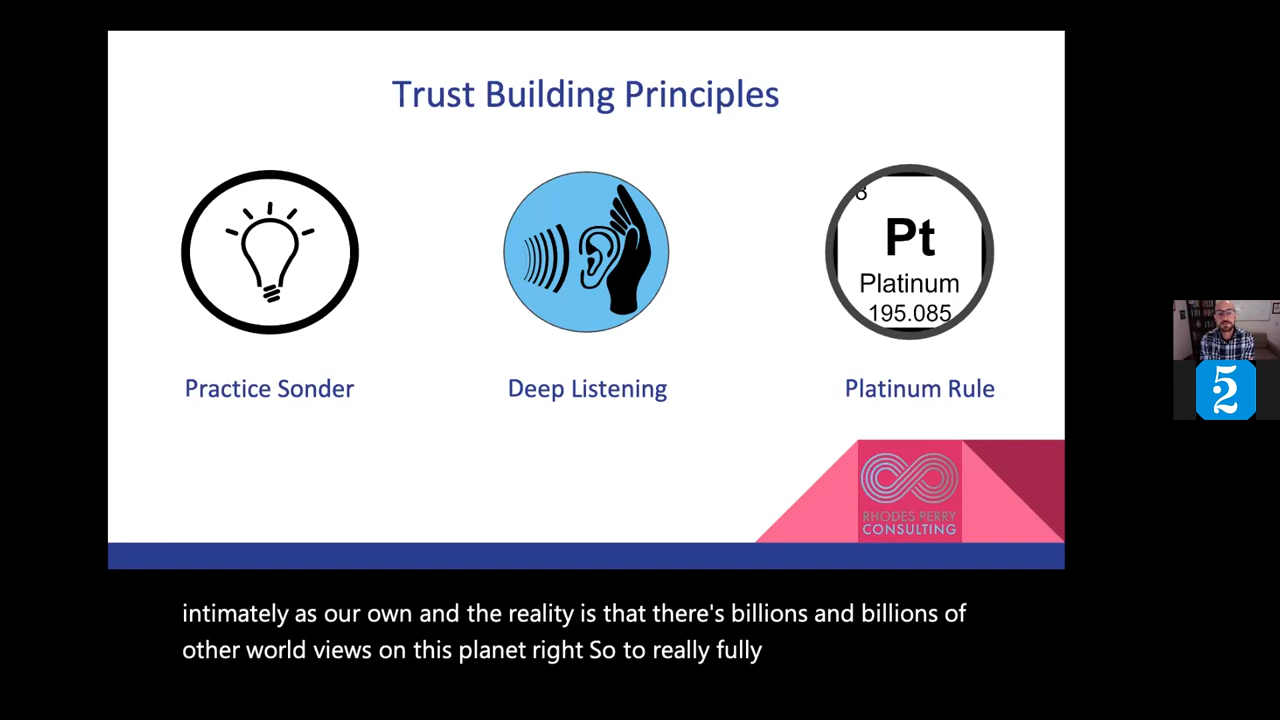 Trust Building Principles
8
Pt
Platinum
195.085
Practice Sonder
Deep Listening
Platinum Rule
RHODES PERRY
CONSULTING
52
intimately as our own and the reality is that there's billions and billions of
other world views on this planet right So to really fully